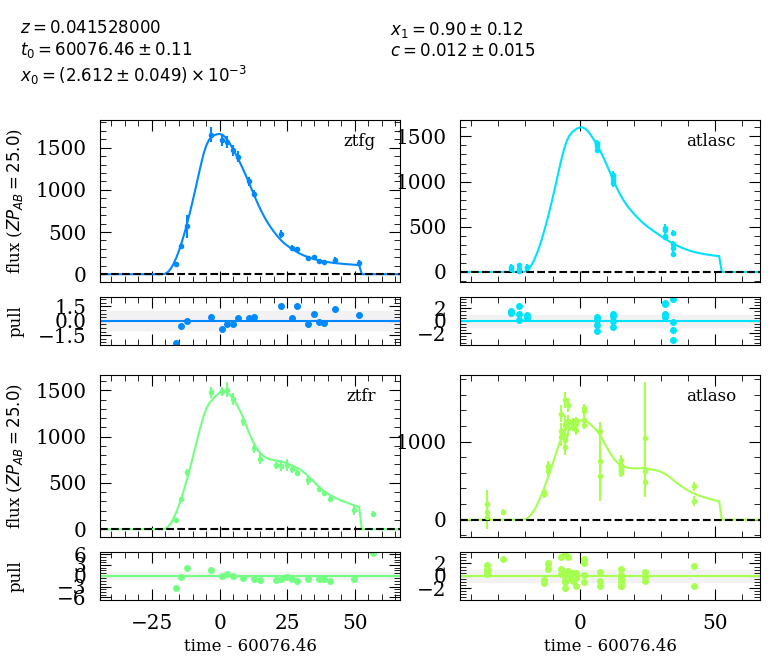 z = 0.041528000
t₀ = 60076.46 ± 0.11
x₀ = (2.612 ± 0.049) × 10⁻³
x₁ = 0.90 ± 0.12
c = 0.012 ± 0.015
flux (ZP_AB = 25.0)
1500
1000
500
0
ztfg
1500
1000
500
0
atlasc
pull
1.5
0.0
−1.5
2
0
−2
flux (ZP_AB = 25.0)
1500
1000
500
0
ztfr
1000
0
atlaso
pull
6
3
0
−3
−6
2
0
−2
−25 0 25 50
0 50
time - 60076.46
time - 60076.46